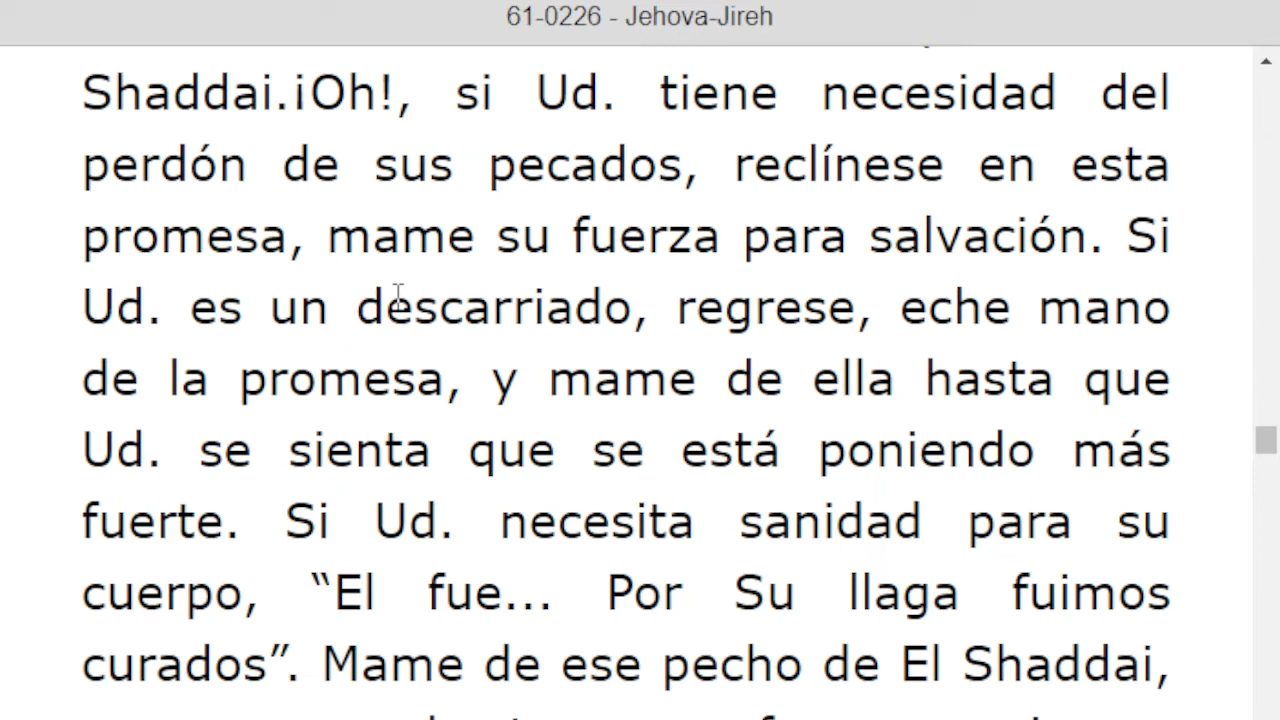 61-0226 - Jehova-Jireh
Shaddai.¡Oh!, si Ud. tiene necesidad del
perdón de sus pecados, reclínese en esta
promesa, mame su fuerza para salvación. Si
Ud. es un descarriado, regrese, eche mano
de la promesa, y mame de ella hasta que
Ud. se sienta que se está poniendo más
fuerte. Si Ud. necesita sanidad para su
cuerpo, “El fue... Por Su llaga fuimos
curados”. Mame de ese pecho de El Shaddai,